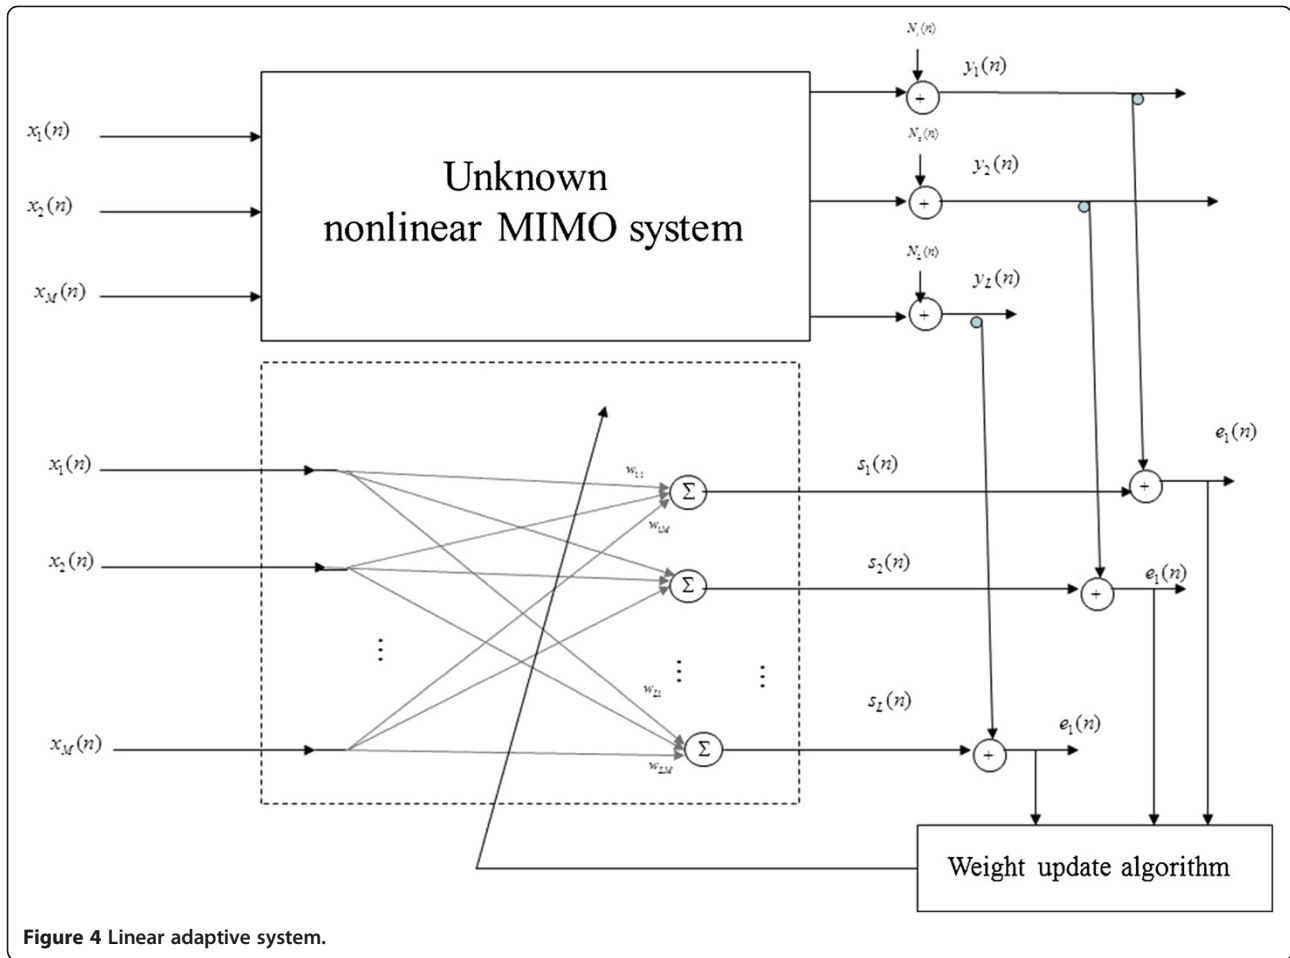 N₁(n)
y₁(n)
x₁(n)
N₂(n)
y₂(n)
Unknown
nonlinear MIMO system
x₂(n)
N_L(n)
y_L(n)
x_M(n)
e₁(n)
x₁(n)
w₁₁
s₁(n)
Σ
+
w₁M
x₂(n)
s₂(n)
e₁(n)
Σ
+
⋮
⋮
⋮
w_L1
s_L(n)
e₁(n)
x_M(n)
Σ
+
w_LM
Weight update algorithm
Figure 4 Linear adaptive system.